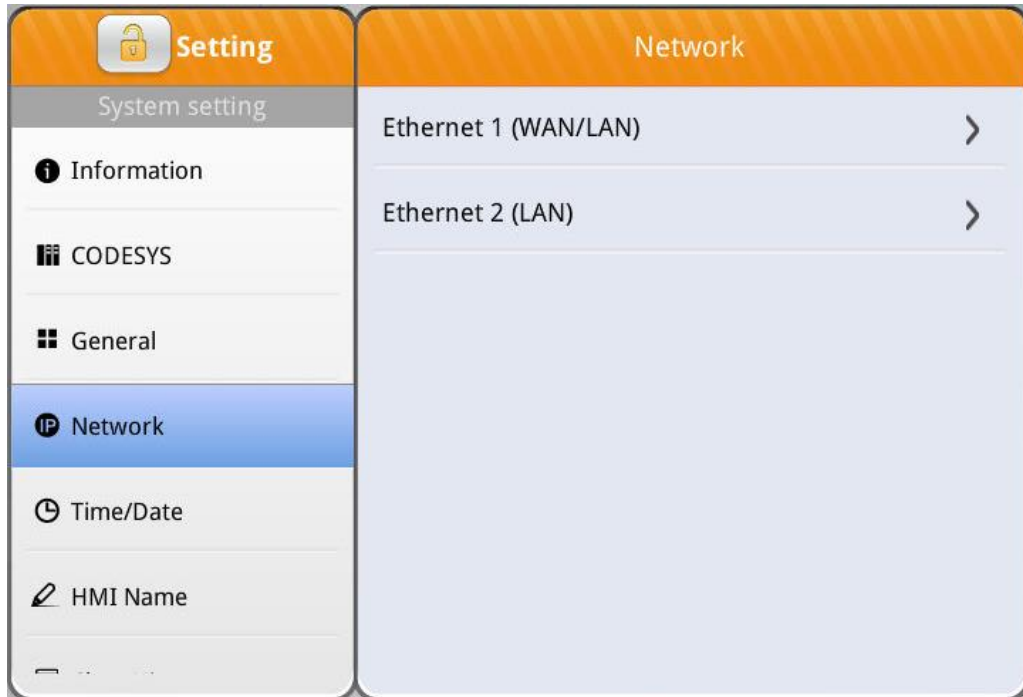 Setting
System setting
Information
CODESYS
General
Network
Time/Date
HMI Name
Network
Ethernet 1 (WAN/LAN)
Ethernet 2 (LAN)